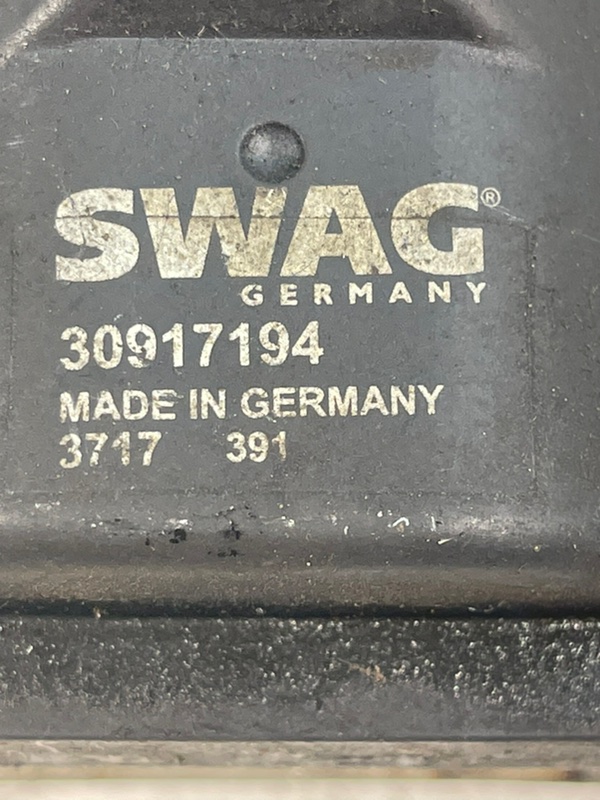 SWAG®
GERMANY
30917194
MADE IN GERMANY
3717 391